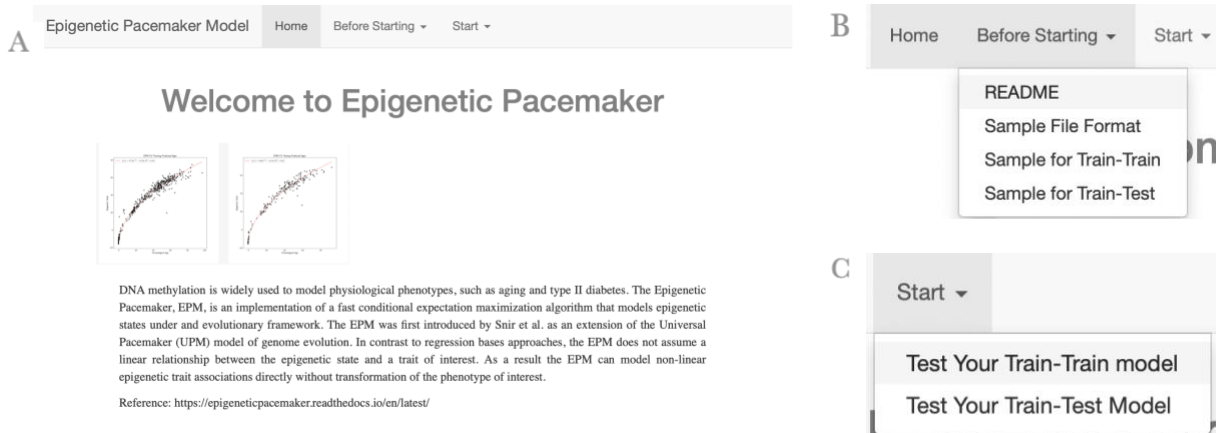 A
Epigenetic Pacemaker Model Home Before Starting Start
Welcome to Epigenetic Pacemaker
DNA methylation is widely used to model physiological phenotypes, such as aging and type II diabetes. The Epigenetic
Pacemaker, EPM, is an implementation of a fast conditional expectation maximization algorithm that models epigenetic
states under and evolutionary framework. The EPM was first introduced by Snir et al. as an extension of the Universal
Pacemaker (UPM) model of genome evolution. In contrast to regression bases approaches, the EPM does not assume a
linear relationship between the epigenetic state and a trait of interest. As a result the EPM can model non-linear
epigenetic trait associations directly without transformation of the phenotype of interest.
Reference: https://epigeneticpacemaker.readthedocs.io/en/latest/
B
Home Before Starting Start
README
Sample File Format
Sample for Train-Train
Sample for Train-Test
C
Start
Test Your Train-Train model
Test Your Train-Test Model